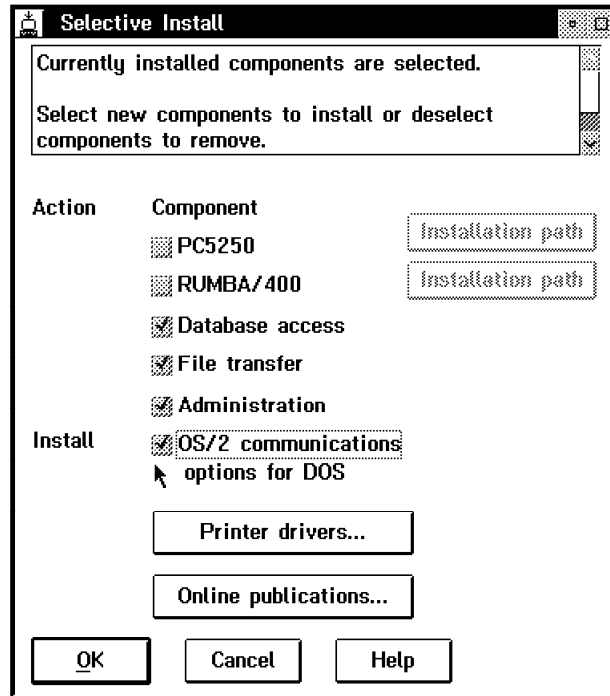 Selective Install
Currently installed components are selected.
Select new components to install or deselect
components to remove.
Action Component
PC5250 Installation path
RUMBA/400 Installation path
Database access
File transfer
Administration
Install OS/2 communications
options for DOS
Printer drivers...
Online publications...
OK Cancel Help